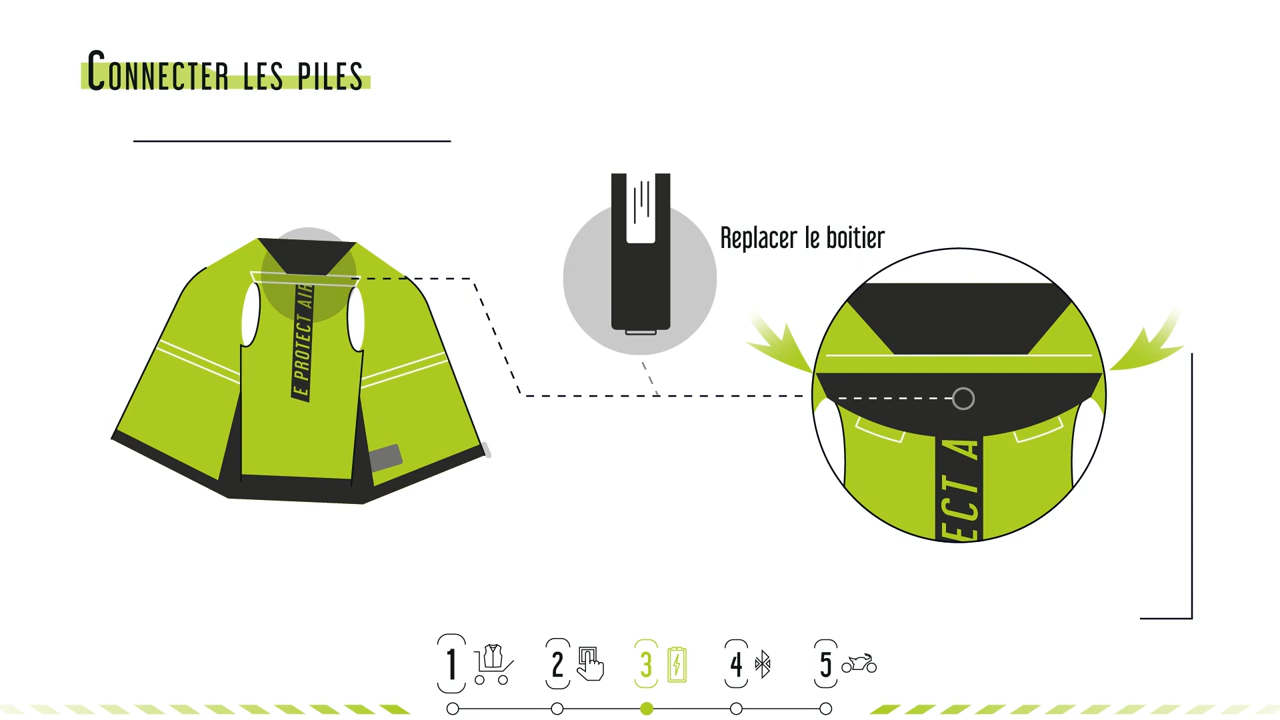 Connecter les piles
Replacer le boitier
E PROTECT AIR
ECT A
1
2
3
4
5